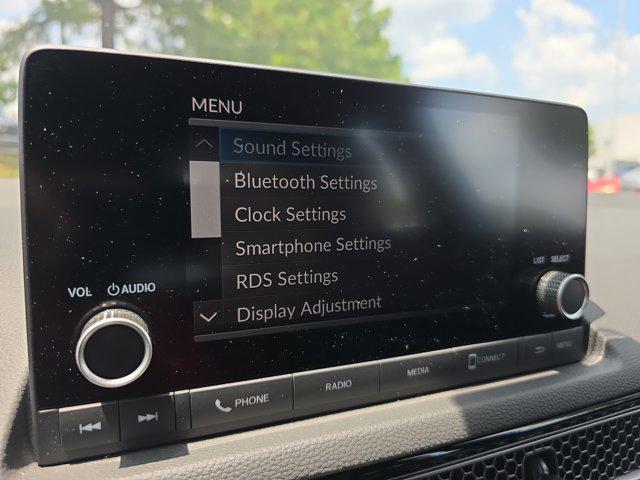 MENU
Sound Settings
Bluetooth Settings
Clock Settings
Smartphone Settings
RDS Settings
Display Adjustment
VOL AUDIO
LIST SELECT
PHONE
RADIO
MEDIA
CONNECT
MENU